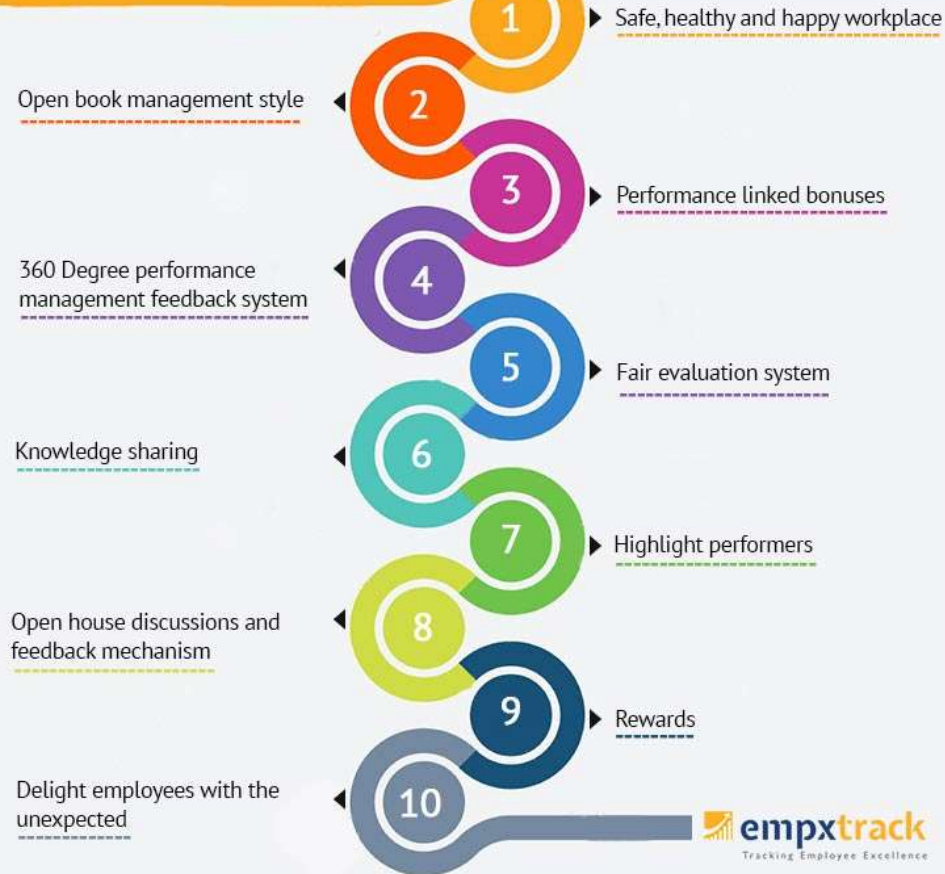 1
Safe, healthy and happy workplace
Open book management style
2
3
Performance linked bonuses
360 Degree performance
management feedback system
4
5
Fair evaluation system
Knowledge sharing
6
7
Highlight performers
Open house discussions and
feedback mechanism
8
9
Rewards
Delight employees with the
unexpected
10
empxtrack
Tracking Employee Excellence